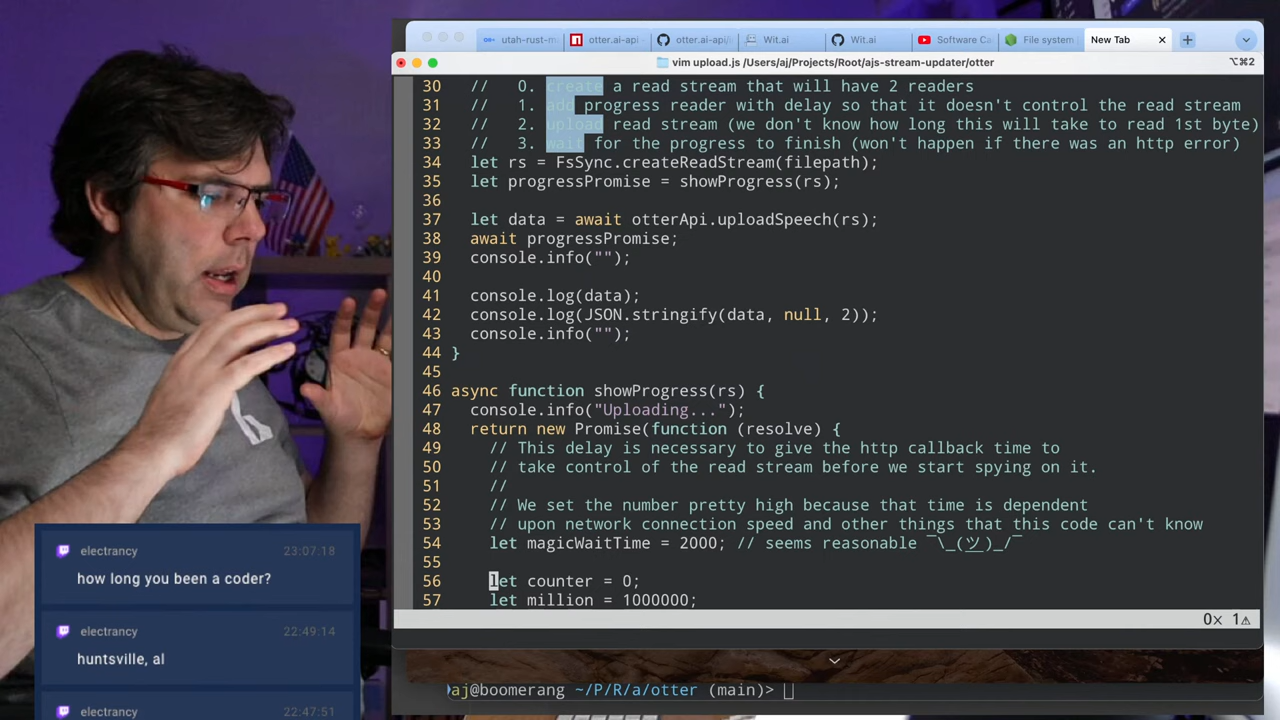 utah-rust-m
otter.ai-api -
otter.ai-api/
Wit.ai
Wit.ai
Software Ca
File system
New Tab
vim upload.js /Users/aj/Projects/Root/ajs-stream-updater/otter
⌥⌘2
30 //   0. create a read stream that will have 2 readers
31 //   1. add progress reader with delay so that it doesn't control the read stream
32 //   2. upload read stream (we don't know how long this will take to read 1st byte)
33 //   3. wait for the progress to finish (won't happen if there was an http error)
34 let rs = FsSync.createReadStream(filepath);
35 let progressPromise = showProgress(rs);
36
37 let data = await otterApi.uploadSpeech(rs);
38 await progressPromise;
39 console.info("");
40
41 console.log(data);
42 console.log(JSON.stringify(data, null, 2));
43 console.info("");
44 }
45
46 async function showProgress(rs) {
47 console.info("Uploading...");
48 return new Promise(function (resolve) {
49 // This delay is necessary to give the http callback time to
50 // take control of the read stream before we start spying on it.
51 //
52 // We set the number pretty high because that time is dependent
53 // upon network connection speed and other things that this code can't know
54 let magicWaitTime = 2000; // seems reasonable ¯\_(ツ)_/¯
55
56 let counter = 0;
57 let million = 1000000;
0× 1⚠
aj@boomerang ~/P/R/a/otter (main)>
electrancy 23:07:18
how long you been a coder?
electrancy 22:49:14
huntsville, al
electrancy 22:47:51